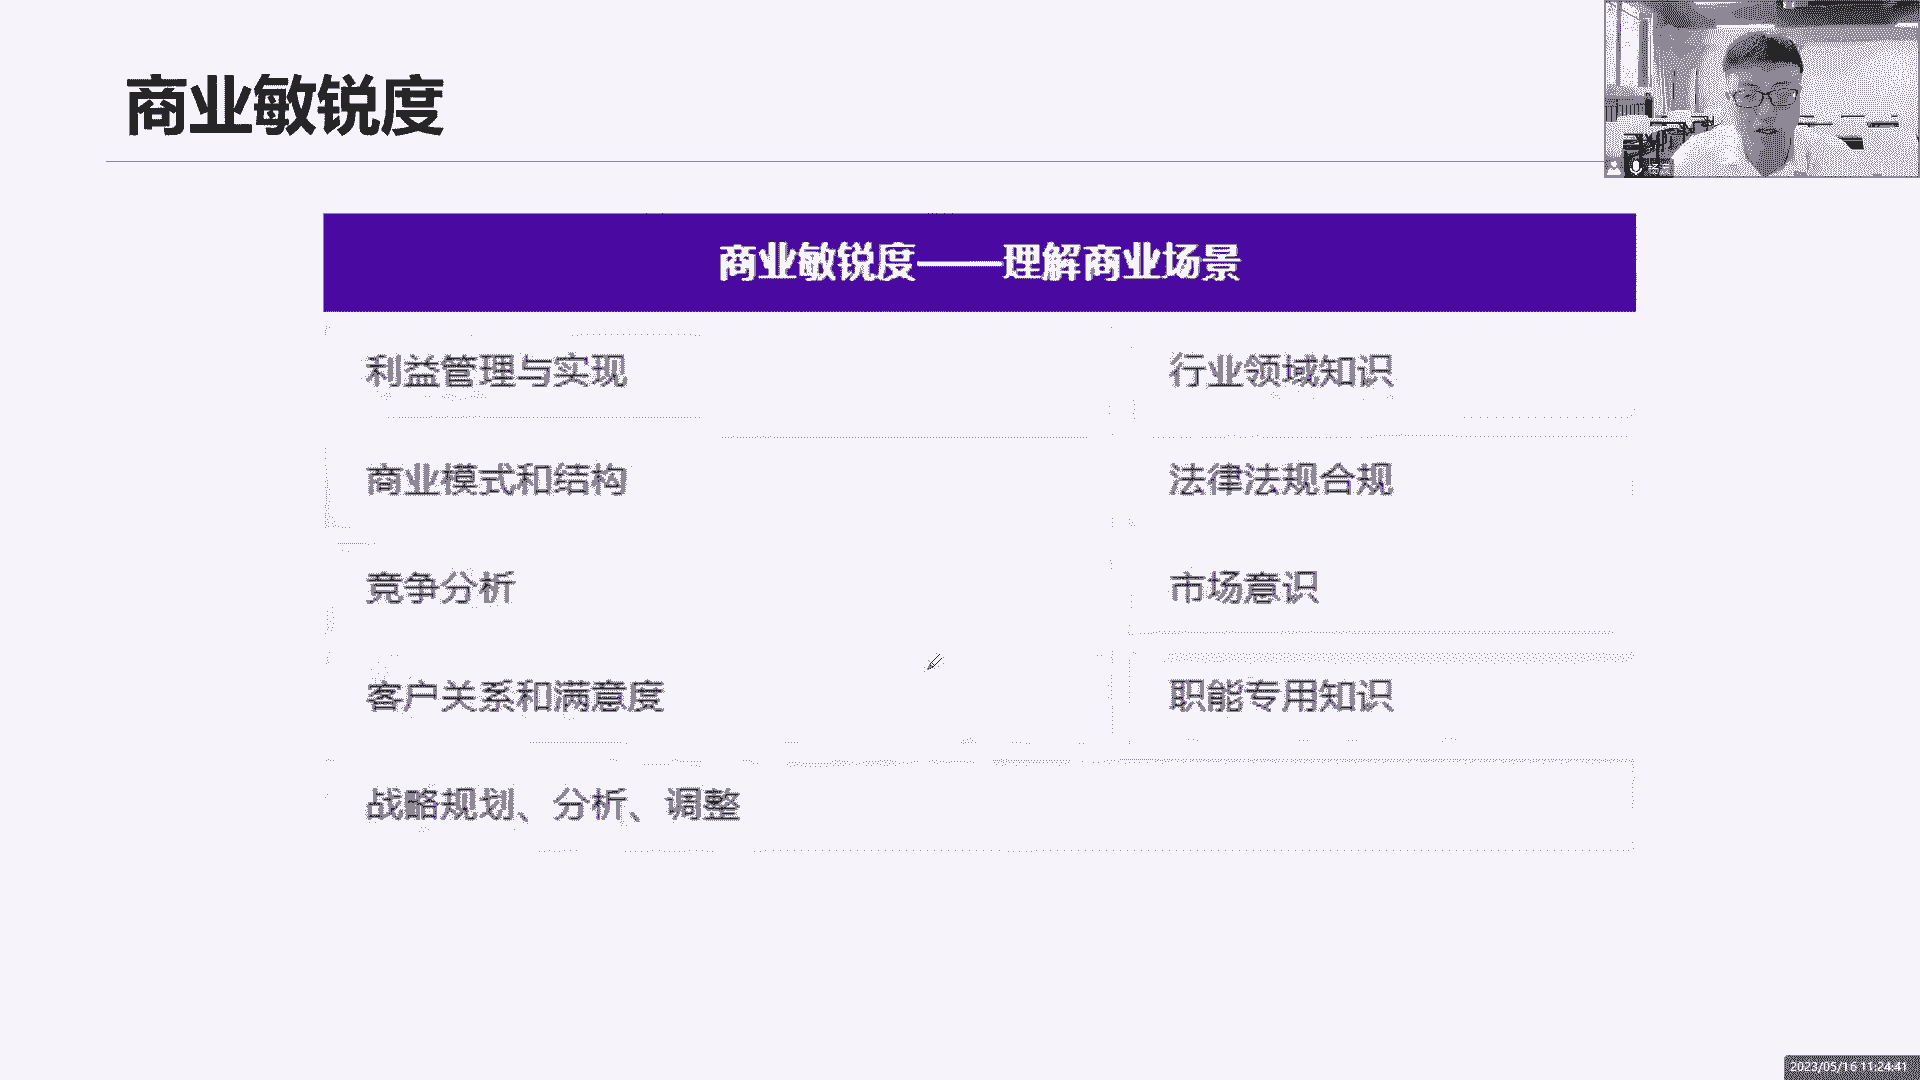 商业敏锐度
商业敏锐度——理解商业场景
利益管理与实现
行业领域知识
商业模式和结构
法律法规合规
竞争分析
市场意识
客户关系和满意度
职能专用知识
战略规划、分析、调整
2023/05/16 11:24:41